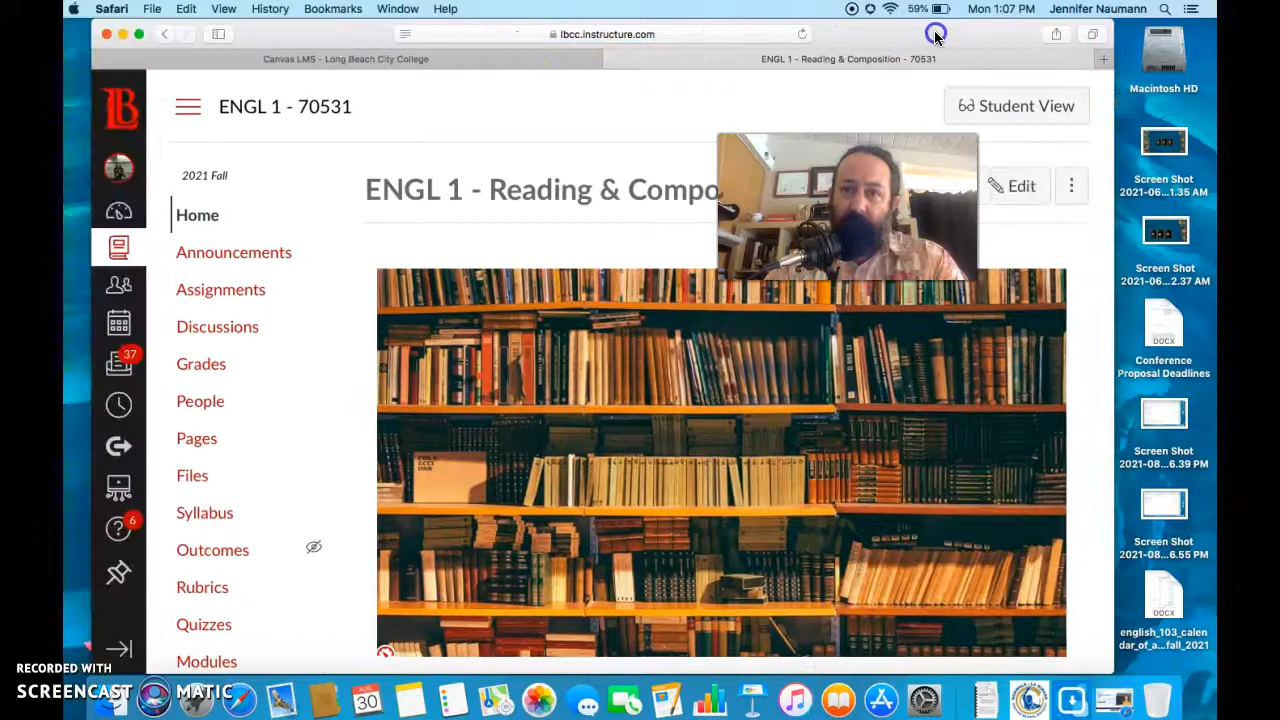 Safari File Edit View History Bookmarks Window Help 59% Mon 1:07 PM Jennifer Naumann
lbcc.instructure.com
Canvas LMS - Long Beach City College ENGL 1 - Reading & Composition - 70531
LB
ENGL 1 - 70531
Student View
2021 Fall
ENGL 1 - Reading & Compo
Edit
Home
Announcements
Assignments
Discussions
Grades
People
Pages
Files
Syllabus
Outcomes
Rubrics
Quizzes
Modules
37
6
Macintosh HD
Screen Shot
2021-06...1.35 AM
Screen Shot
2021-06...2.37 AM
DOCX
Conference
Proposal Deadlines
Screen Shot
2021-08...6.39 PM
Screen Shot
2021-08...6.55 PM
DOCX
english_103_calen
dar_of_a...fall_2021
RECORDED WITH
SCREENCAST MATIC
AUG
30